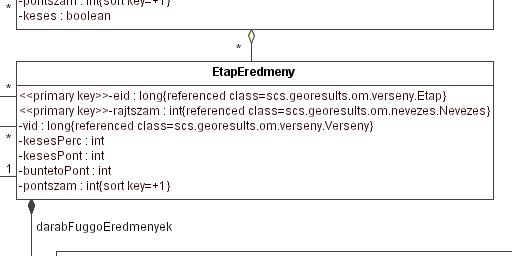 * -pontszam : int{sort key=+1}
-keses : boolean
*
EtapEredmeny
* <<primary key>>-eid : long{referenced class=scs.georesults.om.verseny.Etap}
<<primary key>>-rajtszam : int{referenced class=scs.georesults.om.nevezes.Nevezes}
-vid : long{referenced class=scs.georesults.om.verseny.Verseny}
* -kesesPerc : int
-kesesPont : int
1 -buntetoPont : int
-pontszam : int{sort key=+1}
darabFuggoEredmenyek